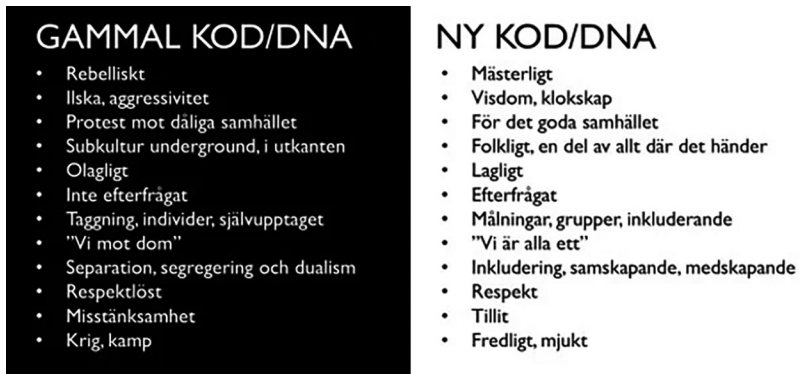 GAMMAL KOD/DNA
• Rebelliskt
• Ilska, aggressivitet
• Protest mot dåliga samhället
• Subkultur underground, i utkanten
• Olagligt
• Inte efterfrågat
• Taggning, individer, självupptaget
• ”Vi mot dom”
• Separation, segregering och dualism
• Respektlöst
• Misstänksamhet
• Krig, kamp
NY KOD/DNA
• Mästerligt
• Visdom, klokskap
• För det goda samhället
• Folkligt, en del av allt där det händer
• Lagligt
• Efterfrågat
• Målningar, grupper, inkluderande
• ”Vi är alla ett”
• Inkludering, samskapande, medskapande
• Respekt
• Tillit
• Fredligt, mjukt